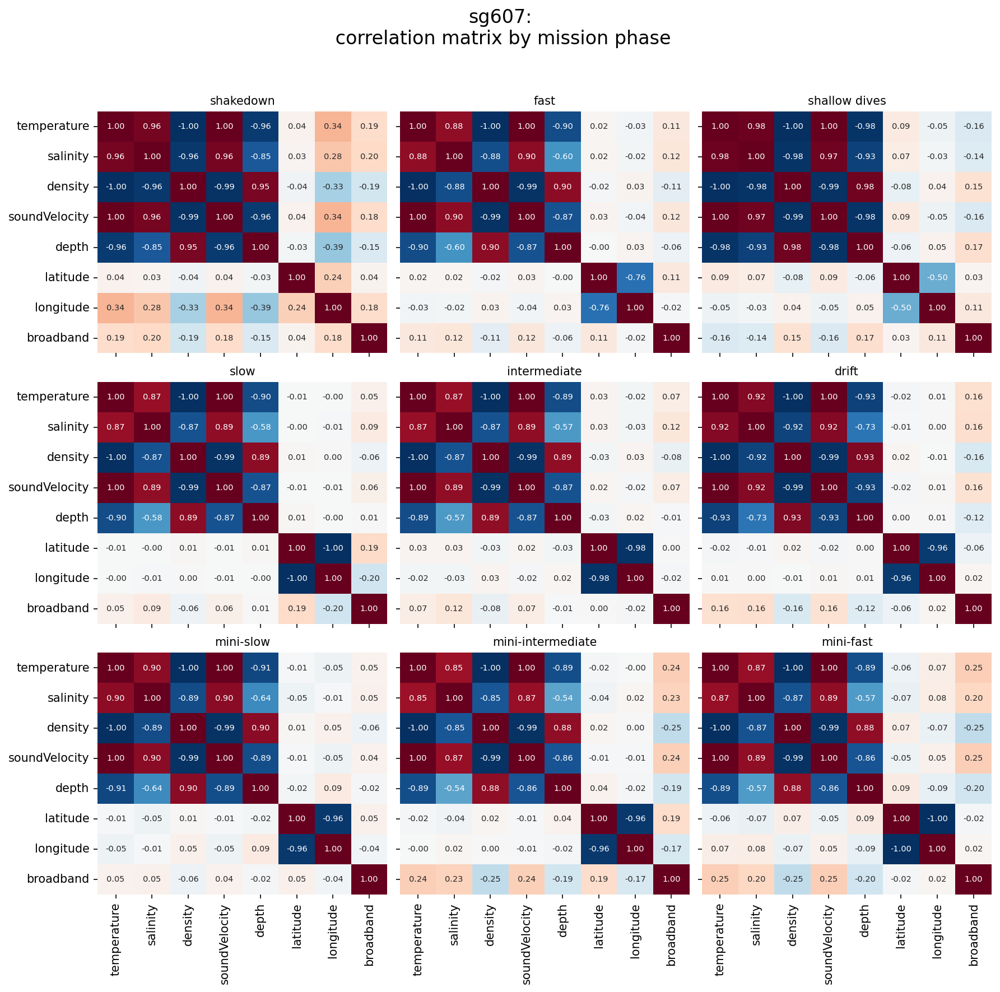 sg607:
correlation matrix by mission phase
shakedown fast shallow dives
temperature 1.00 0.96 -1.00 1.00 -0.96 0.04 0.34 0.19 1.00 0.88 -1.00 1.00 -0.90 0.02 -0.03 0.11 1.00 0.98 -1.00 1.00 -0.98 0.09 -0.05 -0.16
salinity 0.96 1.00 -0.96 0.96 -0.85 0.03 0.28 0.20 0.88 1.00 -0.88 0.90 -0.60 0.02 -0.02 0.12 0.98 1.00 -0.98 0.97 -0.93 0.07 -0.03 -0.14
density -1.00 -0.96 1.00 -0.99 0.95 -0.04 -0.33 -0.19 -1.00 -0.88 1.00 -0.99 0.90 -0.02 0.03 -0.11 -1.00 -0.98 1.00 -0.99 0.98 -0.08 0.04 0.15
soundVelocity 1.00 0.96 -0.99 1.00 -0.96 0.04 0.34 0.18 1.00 0.90 -0.99 1.00 -0.87 0.03 -0.04 0.12 1.00 0.97 -0.99 1.00 -0.98 0.09 -0.05 -0.16
depth -0.96 -0.85 0.95 -0.96 1.00 -0.03 -0.39 -0.15 -0.90 -0.60 0.90 -0.87 1.00 -0.00 0.03 -0.06 -0.98 -0.93 0.98 -0.98 1.00 -0.06 0.05 0.17
latitude 0.04 0.03 -0.04 0.04 -0.03 1.00 0.24 0.04 0.02 0.02 -0.02 0.03 -0.00 1.00 -0.76 0.11 0.09 0.07 -0.08 0.09 -0.06 1.00 -0.50 0.03
longitude 0.34 0.28 -0.33 0.34 -0.39 0.24 1.00 0.18 -0.03 -0.02 0.03 -0.04 0.03 -0.76 1.00 -0.02 -0.05 -0.03 0.04 -0.05 0.05 -0.50 1.00 0.11
broadband 0.19 0.20 -0.19 0.18 -0.15 0.04 0.18 1.00 0.11 0.12 -0.11 0.12 -0.06 0.11 -0.02 1.00 -0.16 -0.14 0.15 -0.16 0.17 0.03 0.11 1.00
slow intermediate drift
temperature 1.00 0.87 -1.00 1.00 -0.90 -0.01 -0.00 0.05 1.00 0.87 -1.00 1.00 -0.89 0.03 -0.02 0.07 1.00 0.92 -1.00 1.00 -0.93 -0.02 0.01 0.16
salinity 0.87 1.00 -0.87 0.89 -0.58 -0.00 -0.01 0.09 0.87 1.00 -0.87 0.89 -0.57 0.03 -0.03 0.12 0.92 1.00 -0.92 0.92 -0.73 -0.01 0.00 0.16
density -1.00 -0.87 1.00 -0.99 0.89 0.01 0.00 -0.06 -1.00 -0.87 1.00 -0.99 0.89 -0.03 0.03 -0.08 -1.00 -0.92 1.00 -0.99 0.93 0.02 -0.01 -0.16
soundVelocity 1.00 0.89 -0.99 1.00 -0.87 -0.01 -0.01 0.06 1.00 0.89 -0.99 1.00 -0.87 0.02 -0.02 0.07 1.00 0.92 -0.99 1.00 -0.93 -0.02 0.01 0.16
depth -0.90 -0.58 0.89 -0.87 1.00 0.01 -0.00 0.01 -0.89 -0.57 0.89 -0.87 1.00 -0.03 0.02 -0.01 -0.93 -0.73 0.93 -0.93 1.00 0.00 0.01 -0.12
latitude -0.01 -0.00 0.01 -0.01 0.01 1.00 -1.00 0.19 0.03 0.03 -0.03 0.02 -0.03 1.00 -0.98 0.00 -0.02 -0.01 0.02 -0.02 0.00 1.00 -0.96 -0.06
longitude -0.00 -0.01 0.00 -0.01 -0.00 -1.00 1.00 -0.20 -0.02 -0.03 0.03 -0.02 0.02 -0.98 1.00 -0.02 0.01 0.00 -0.01 0.01 0.01 -0.96 1.00 0.02
broadband 0.05 0.09 -0.06 0.06 0.01 0.19 -0.20 1.00 0.07 0.12 -0.08 0.07 -0.01 0.00 -0.02 1.00 0.16 0.16 -0.16 0.16 -0.12 -0.06 0.02 1.00
mini-slow mini-intermediate mini-fast
temperature 1.00 0.90 -1.00 1.00 -0.91 -0.01 -0.05 0.05 1.00 0.85 -1.00 1.00 -0.89 -0.02 -0.00 0.24 1.00 0.87 -1.00 1.00 -0.89 -0.06 0.07 0.25
salinity 0.90 1.00 -0.89 0.90 -0.64 -0.05 -0.01 0.05 0.85 1.00 -0.85 0.87 -0.54 -0.04 0.02 0.23 0.87 1.00 -0.87 0.89 -0.57 -0.07 0.08 0.20
density -1.00 -0.89 1.00 -0.99 0.90 0.01 0.05 -0.06 -1.00 -0.85 1.00 -0.99 0.88 0.02 0.00 -0.25 -1.00 -0.87 1.00 -0.99 0.88 0.07 -0.07 -0.25
soundVelocity 1.00 0.90 -0.99 1.00 -0.89 -0.01 -0.05 0.04 1.00 0.87 -0.99 1.00 -0.86 -0.01 -0.01 0.24 1.00 0.89 -0.99 1.00 -0.86 -0.05 0.05 0.25
depth -0.91 -0.64 0.90 -0.89 1.00 -0.02 0.09 -0.02 -0.89 -0.54 0.88 -0.86 1.00 0.04 -0.02 -0.19 -0.89 -0.57 0.88 -0.86 1.00 0.09 -0.09 -0.20
latitude -0.01 -0.05 0.01 -0.01 -0.02 1.00 -0.96 0.05 -0.02 -0.04 0.02 -0.01 0.04 1.00 -0.96 0.19 -0.06 -0.07 0.07 -0.05 0.09 1.00 -1.00 -0.02
longitude -0.05 -0.01 0.05 -0.05 0.09 -0.96 1.00 -0.04 -0.00 0.02 0.00 -0.01 -0.02 -0.96 1.00 -0.17 0.07 0.08 -0.07 0.05 -0.09 -1.00 1.00 0.02
broadband 0.05 0.05 -0.06 0.04 -0.02 0.05 -0.04 1.00 0.24 0.23 -0.25 0.24 -0.19 0.19 -0.17 1.00 0.25 0.20 -0.25 0.25 -0.20 -0.02 0.02 1.00
temperature salinity density soundVelocity depth latitude longitude broadband temperature salinity density soundVelocity depth latitude longitude broadband temperature salinity density soundVelocity depth latitude longitude broadband